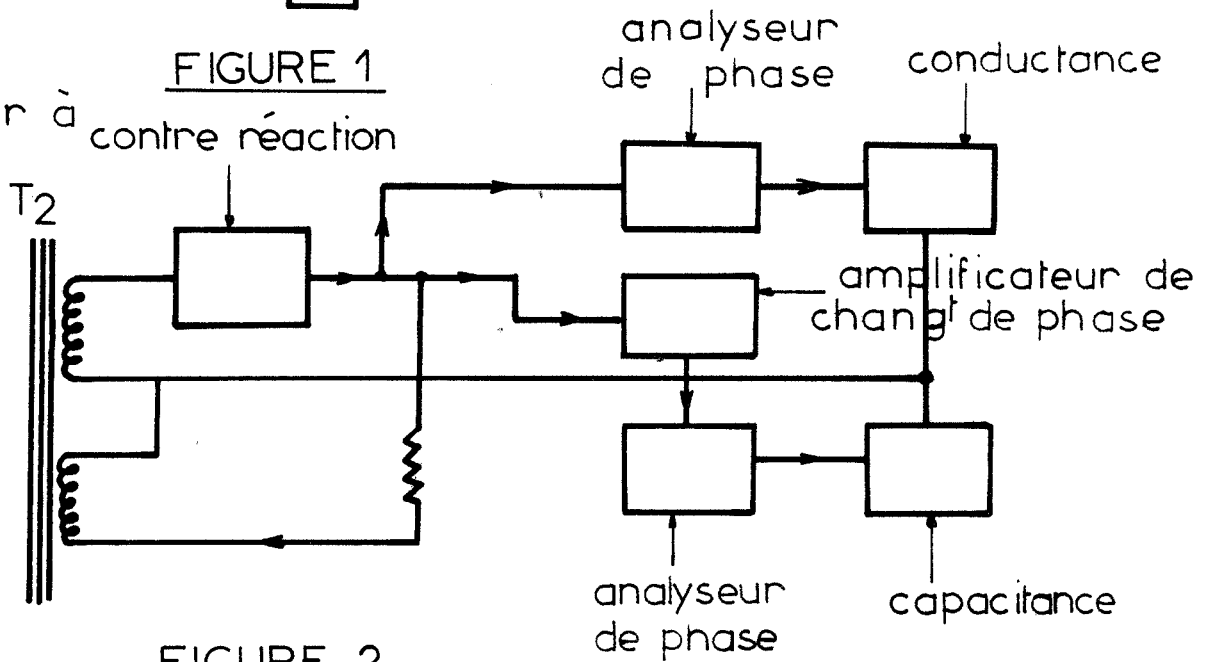 FIGURE 1
analyseur
de phase
conductance
r à
contre réaction
T2
amplificateur de
changt de phase
analyseur
de phase
capacitance
FIGURE 2